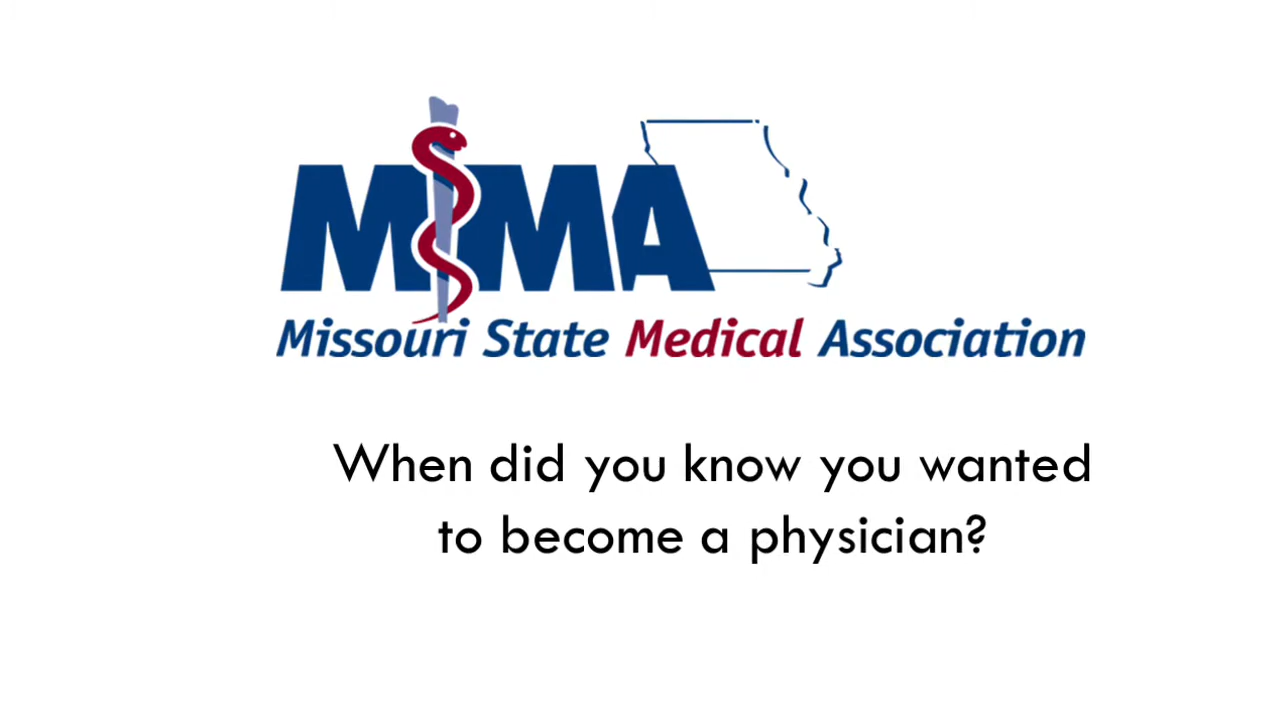 MSMA
Missouri State Medical Association
When did you know you wanted
to become a physician?